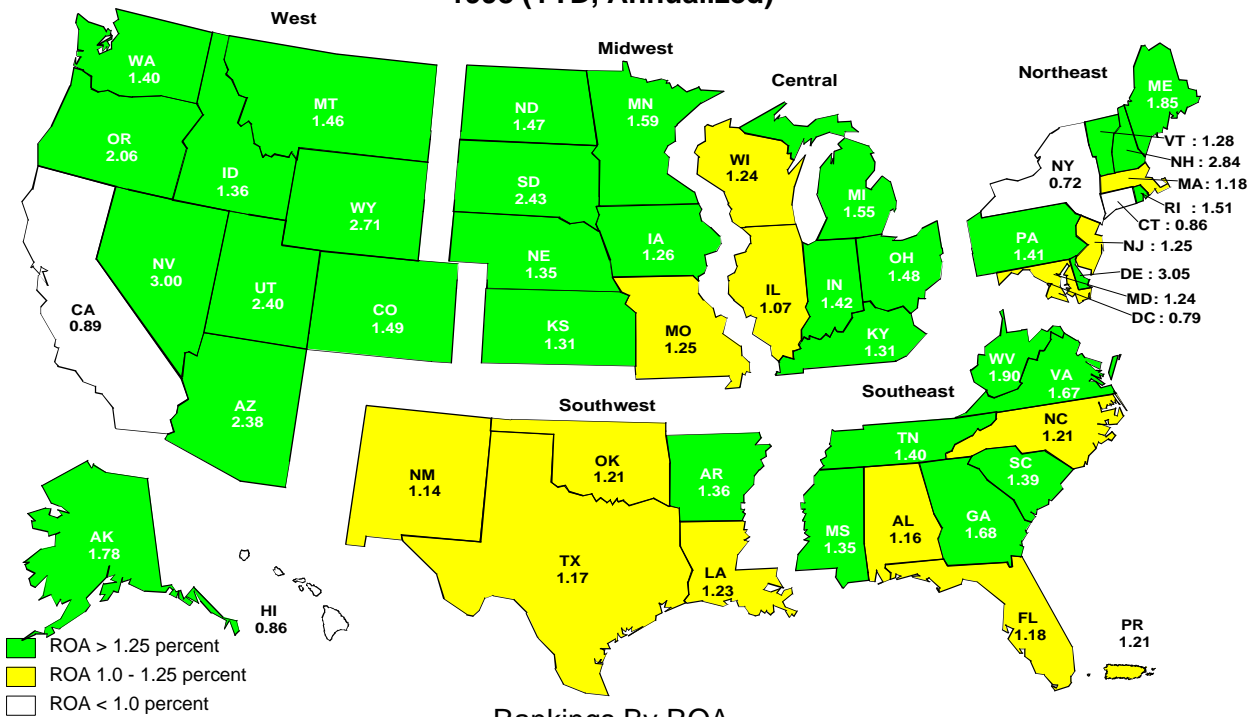 (YTD, Annualized)
West
Midwest
Central
Northeast
WA
1.40
MT
1.46
ND
1.47
MN
1.59
ME
1.85
OR
2.06
ID
1.36
WY
2.71
SD
2.43
WI
1.24
MI
1.55
NY
0.72
VT : 1.28
NH : 2.84
MA : 1.18
RI : 1.51
CT : 0.86
NJ : 1.25
DE : 3.05
MD : 1.24
DC : 0.79
PA
1.41
CA
0.89
NV
3.00
UT
2.40
CO
1.49
NE
1.35
IA
1.26
KS
1.31
MO
1.25
IL
1.07
IN
1.42
OH
1.48
KY
1.31
WV
1.90
VA
1.67
AZ
2.38
Southwest
Southeast
NM
1.14
OK
1.21
AR
1.36
TN
1.40
NC
1.21
SC
1.39
MS
1.35
AL
1.16
GA
1.68
TX
1.17
LA
1.23
FL
1.18
PR
1.21
AK
1.78
HI
0.86
ROA > 1.25 percent
ROA 1.0 - 1.25 percent
ROA < 1.0 percent
Rankings By ROA